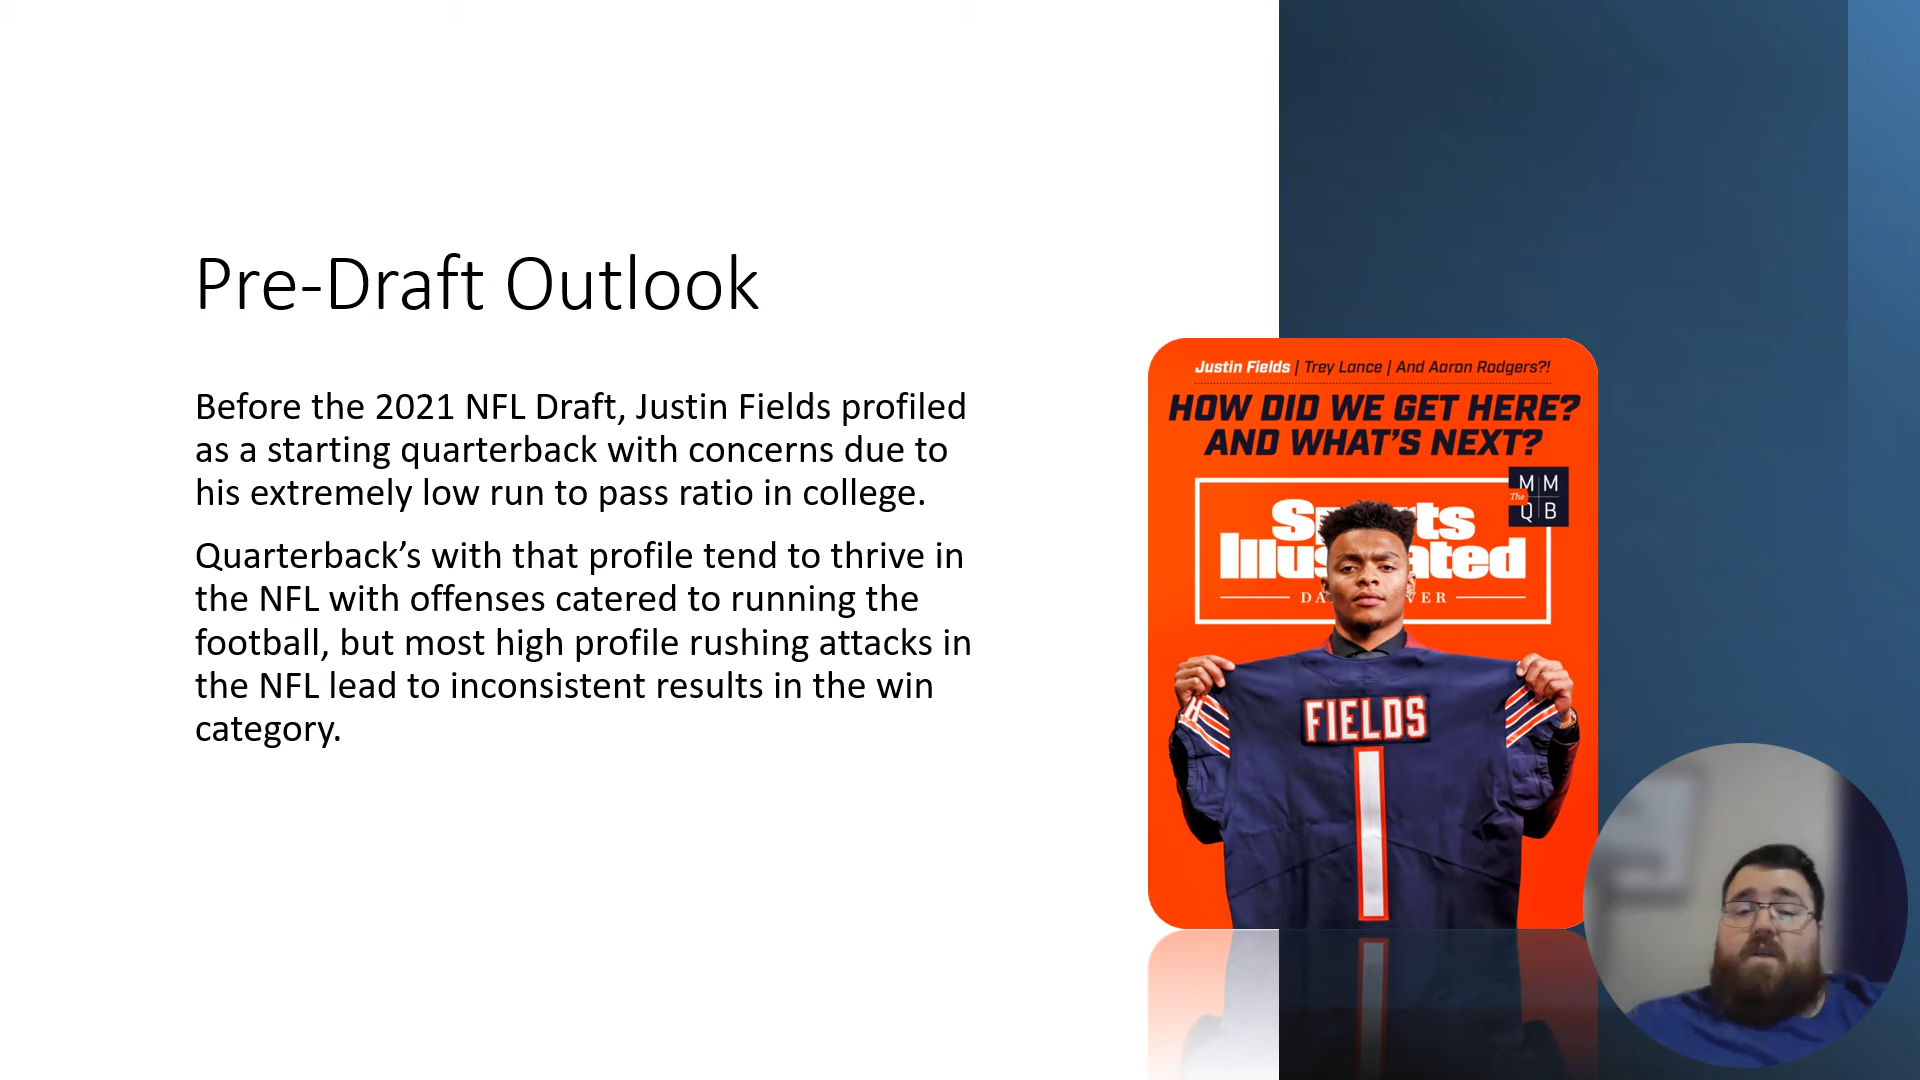 Pre-Draft Outlook
Before the 2021 NFL Draft, Justin Fields profiled
as a starting quarterback with concerns due to
his extremely low run to pass ratio in college.
Quarterback’s with that profile tend to thrive in
the NFL with offenses catered to running the
football, but most high profile rushing attacks in
the NFL lead to inconsistent results in the win
category.
Justin Fields | Trey Lance | And Aaron Rodgers?!
HOW DID WE GET HERE?
AND WHAT’S NEXT?
The MMQB
Sports
Illustrated
FIELDS
1